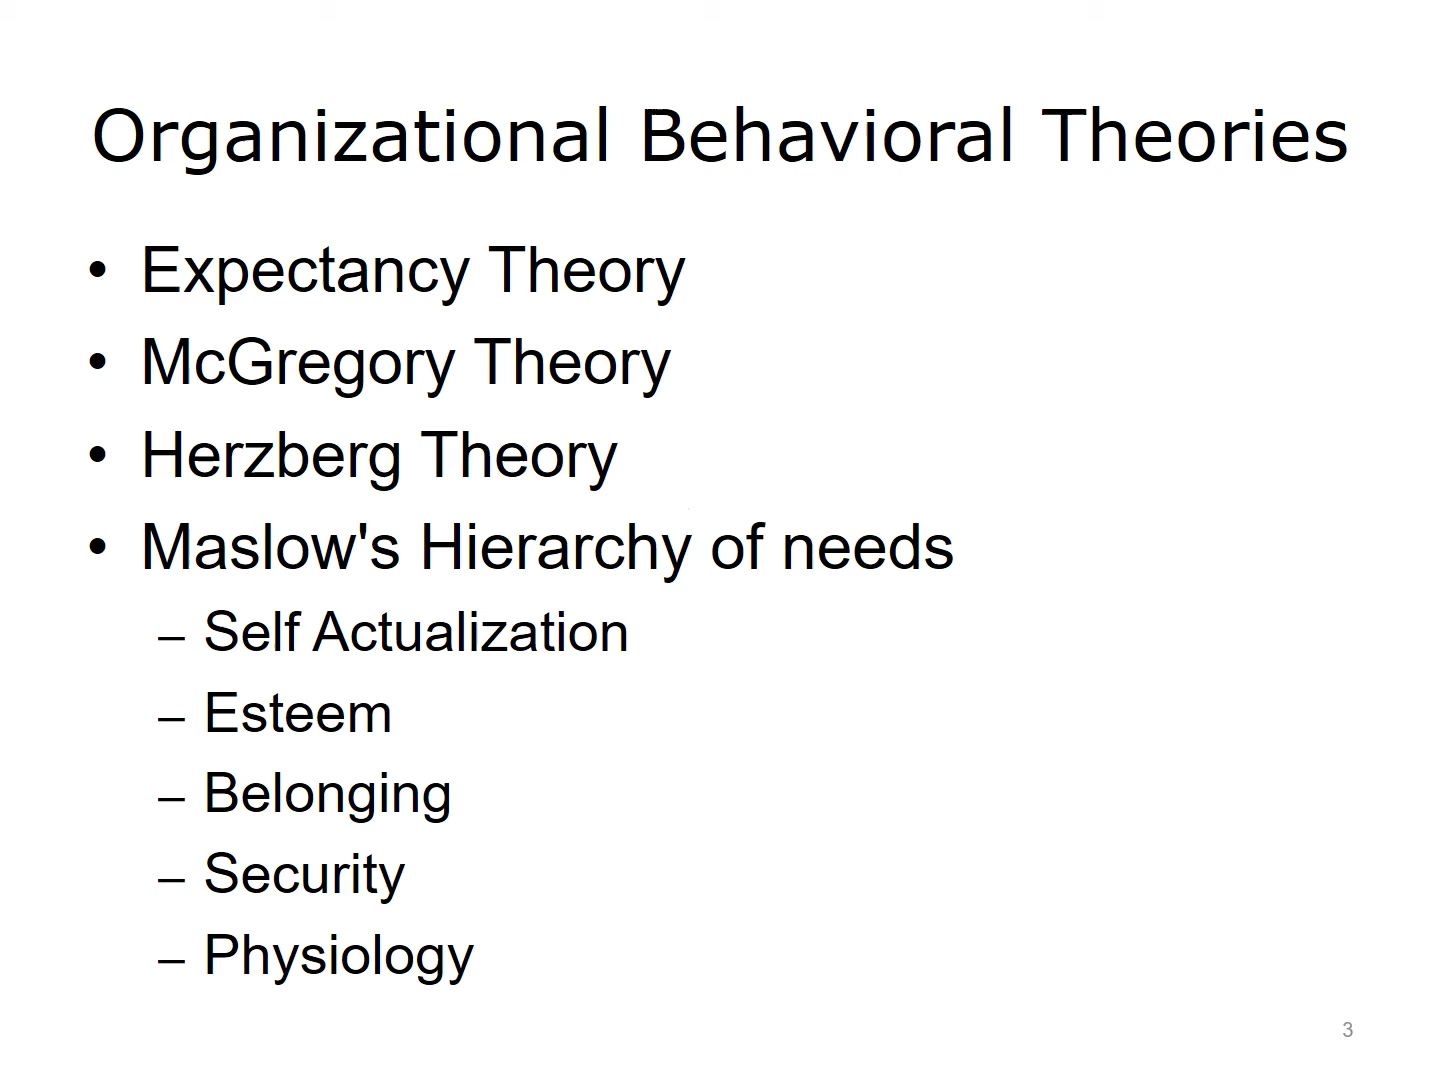 Organizational Behavioral Theories
• Expectancy Theory
• McGregory Theory
• Herzberg Theory
• Maslow's Hierarchy of needs
– Self Actualization
– Esteem
– Belonging
– Security
– Physiology
3